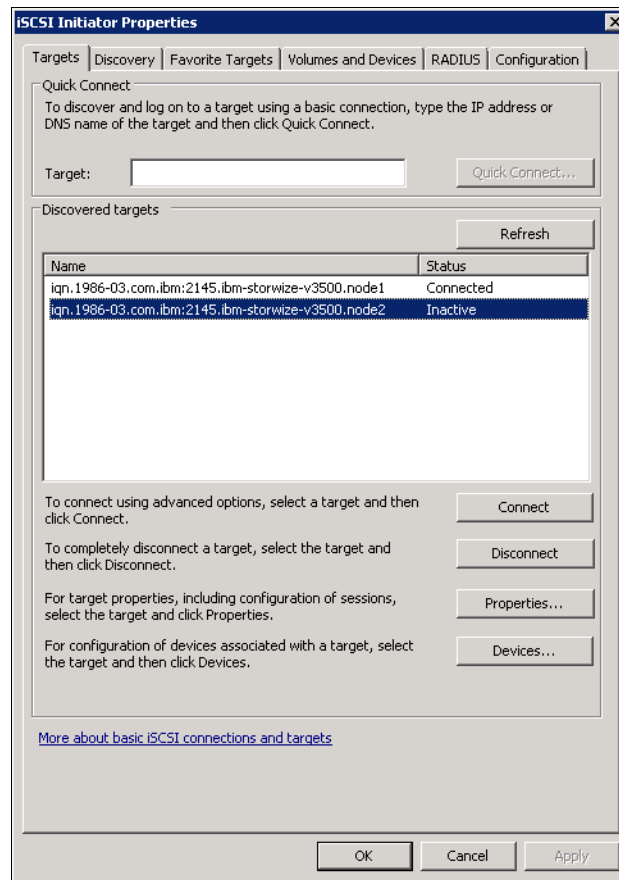 iSCSI Initiator Properties
Targets
Discovery
Favorite Targets
Volumes and Devices
RADIUS
Configuration
Quick Connect
To discover and log on to a target using a basic connection, type the IP address or
DNS name of the target and then click Quick Connect.
Target:
Quick Connect...
Discovered targets
Refresh
Name
Status
iqn.1986-03.com.ibm:2145.ibm-storwize-v3500.node1
Connected
iqn.1986-03.com.ibm:2145.ibm-storwize-v3500.node2
Inactive
To connect using advanced options, select a target and then
click Connect.
Connect
To completely disconnect a target, select the target and
then click Disconnect.
Disconnect
For target properties, including configuration of sessions,
select the target and click Properties.
Properties...
For configuration of devices associated with a target, select
the target and then click Devices.
Devices...
More about basic iSCSI connections and targets
OK
Cancel
Apply